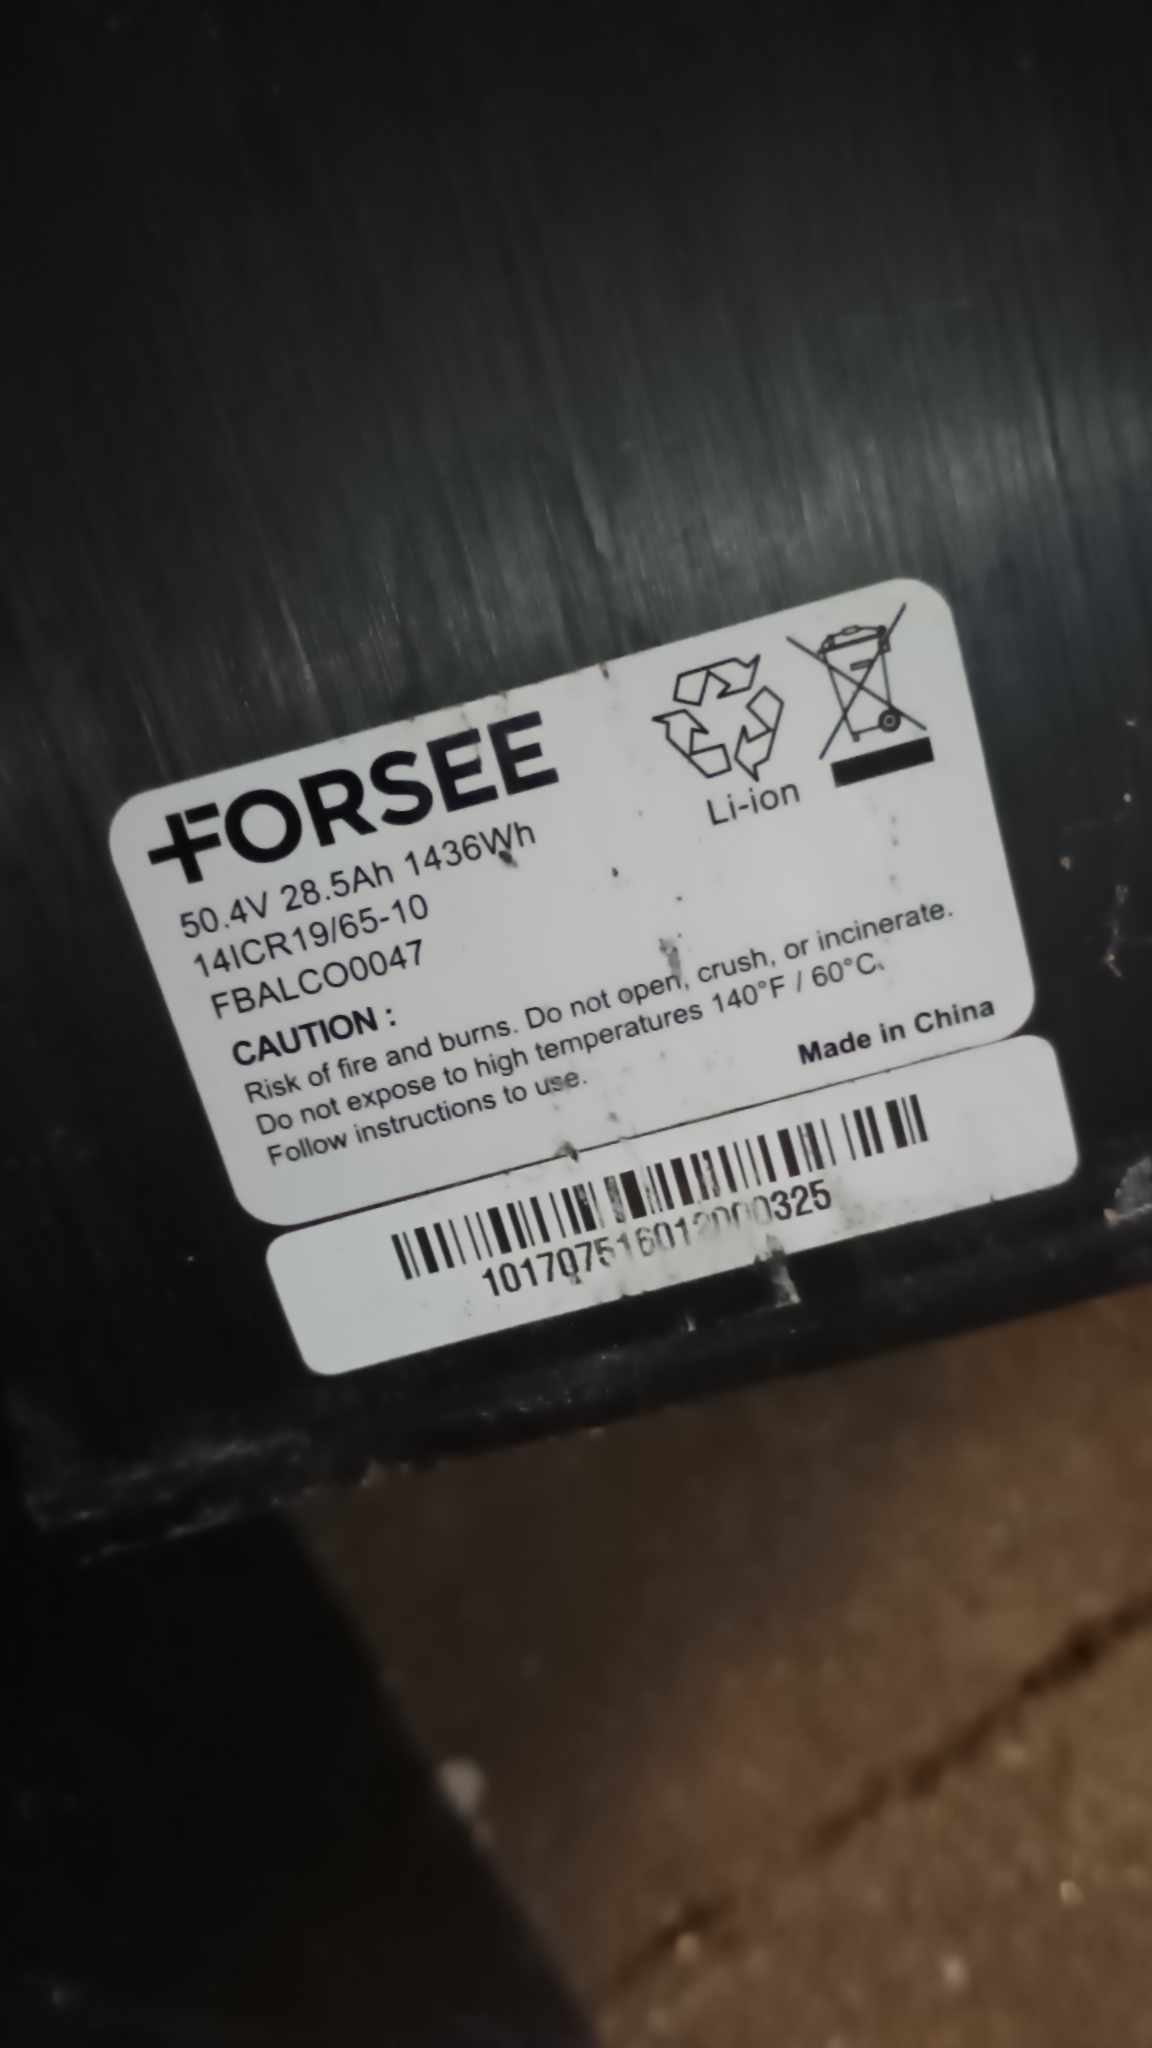 FORSEE
50.4V 28.5Ah 1436Wh
14ICR19/65-10
FBALCO0047
Li-ion
CAUTION :
Risk of fire and burns. Do not open, crush, or incinerate.
Do not expose to high temperatures 140°F / 60°C.
Follow instructions to use.
Made in China
101707516012000325